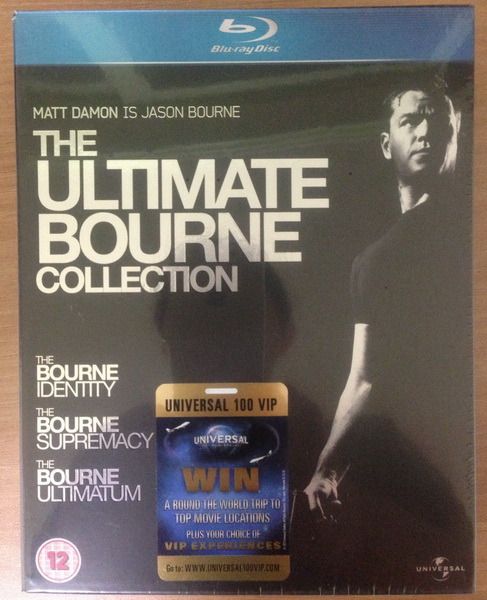 Blu-ray Disc
MATT DAMON IS JASON BOURNE
THE
ULTIMATE
BOURNE
COLLECTION
THE
BOURNE
IDENTITY
THE
BOURNE
SUPREMACY
THE
BOURNE
ULTIMATUM
UNIVERSAL 100 VIP
UNIVERSAL
WIN
A ROUND THE WORLD TRIP TO
TOP MOVIE LOCATIONS
PLUS YOUR CHOICE OF
VIP EXPERIENCES
Go to: WWW.UNIVERSAL100VIP.COM
12
UNIVERSAL